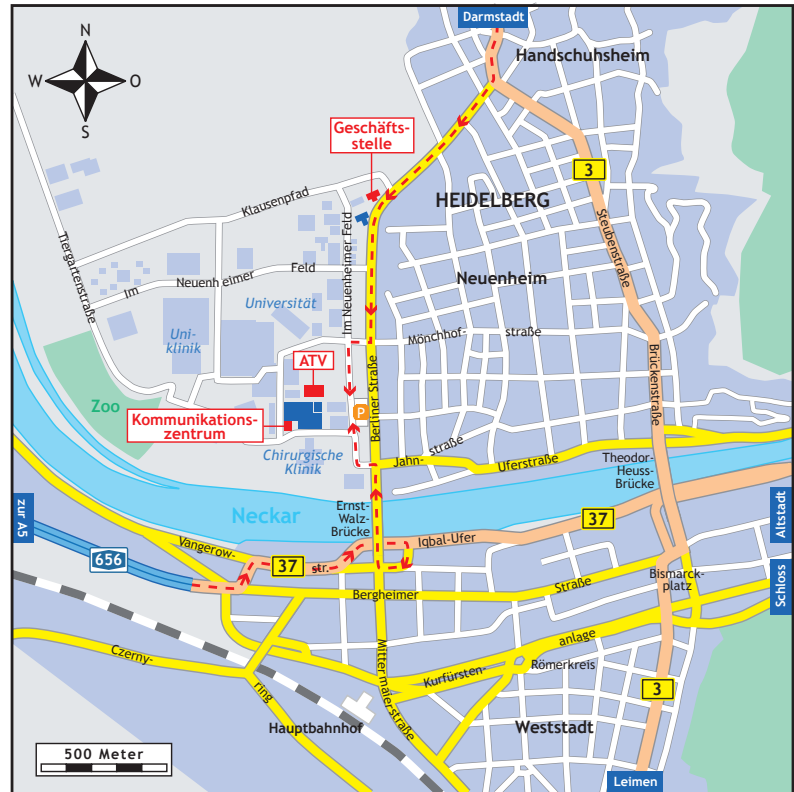 Darmstadt
N
W
O
S
Handschuhsheim
Geschäfts-
stelle
3
Klausenpfad
HEIDELBERG
Steubenstraße
Tiergartenstraße
Im Neuenheimer Feld
Im
Neuenheimer
Feld
Neuenheim
Universität
Uni-
klinik
Mönchhof-
straße
Brückenstraße
Berliner Straße
ATV
Zoo
P
Kommunikations-
zentrum
Chirurgische
Klinik
Jahn-
straße
Uferstraße
Theodor-
Heuss-
Brücke
zur A5
Neckar
Ernst-
Walz-
Brücke
Altstadt
37
Iqbal-Ufer
Vangerow-
str.
656
37
Bergheimer
Straße
Bismarck-
platz
Schloss
Czerny-
ring
Mittermaierstraße
Kurfürsten-
anlage
Römerkreis
3
Hauptbahnhof
Weststadt
500 Meter
Leimen